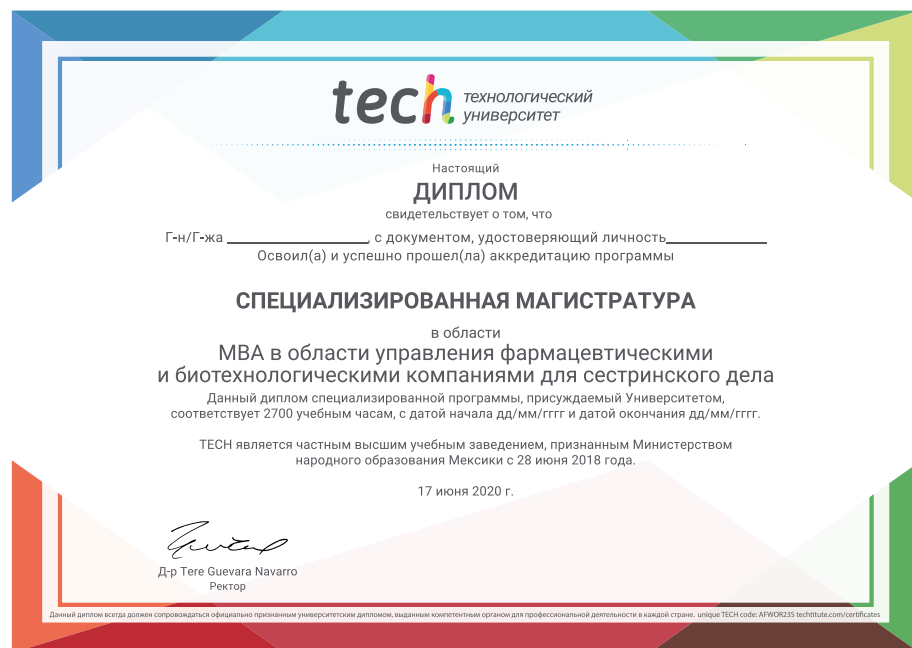 tech технологический
университет
Настоящий
ДИПЛОМ
свидетельствует о том, что
Г-н/Г-жа ____________________, с документом, удостоверяющий личность______________
Освоил(а) и успешно прошел(ла) аккредитацию программы
СПЕЦИАЛИЗИРОВАННАЯ МАГИСТРАТУРА
в области
MBA в области управления фармацевтическими
и биотехнологическими компаниями для сестринского дела
Данный диплом специализированной программы, присуждаемый Университетом,
соответствует 2700 учебным часам, с датой начала дд/мм/гггг и датой окончания дд/мм/гггг.
TECH является частным высшим учебным заведением, признанным Министерством
народного образования Мексики с 28 июня 2018 года.
17 июня 2020 г.
Д-р Tere Guevara Navarro
Ректор
Данный диплом всегда должен сопровождаться официально признанным университетским дипломом, выданным компетентным органом для профессиональной деятельности в каждой стране. unique TECH code: AFWOR23S techtitute.com/certificates